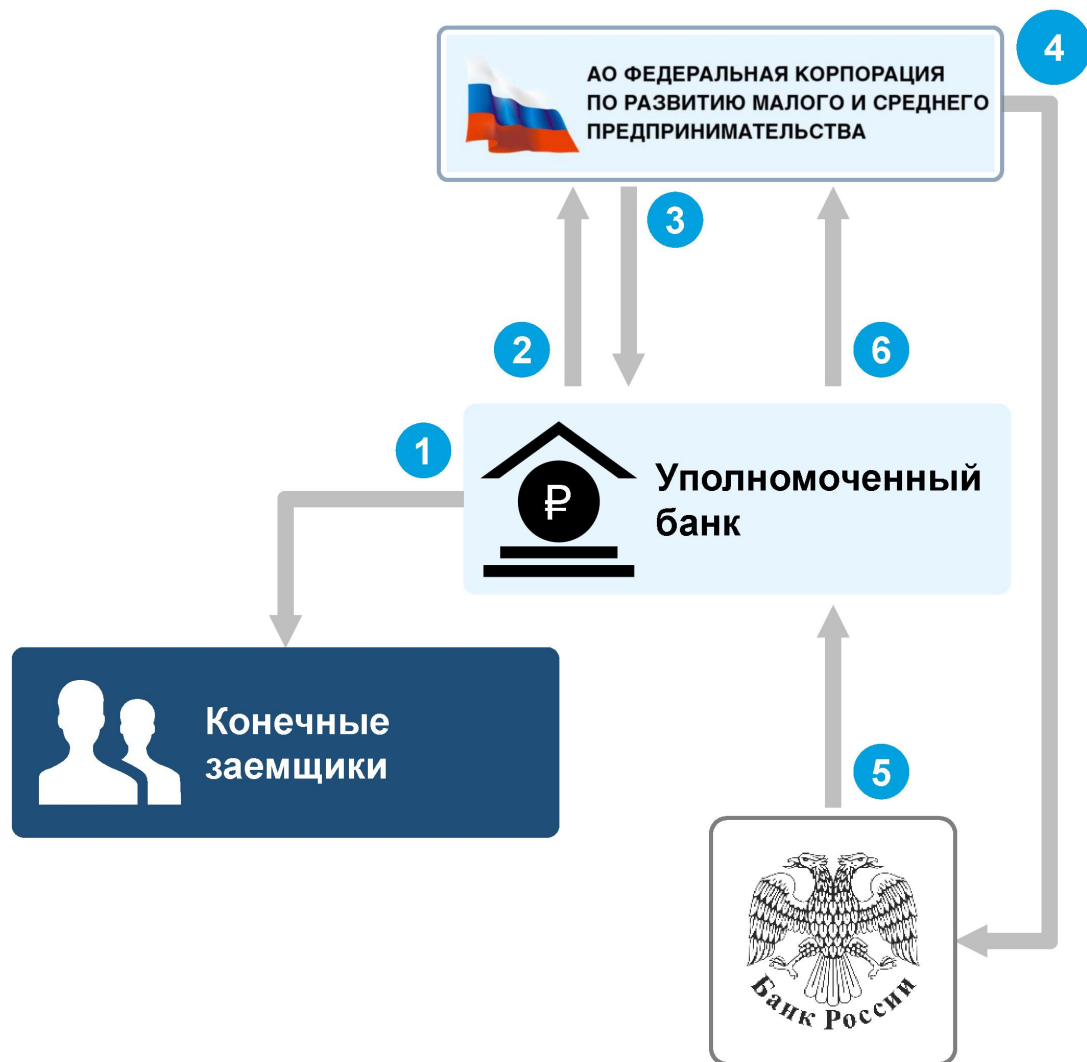 4
АО ФЕДЕРАЛЬНАЯ КОРПОРАЦИЯ
ПО РАЗВИТИЮ МАЛОГО И СРЕДНЕГО
ПРЕДПРИНИМАТЕЛЬСТВА
3
2
6
1
₽
Уполномоченный
банк
Конечные
заемщики
5
Банк России